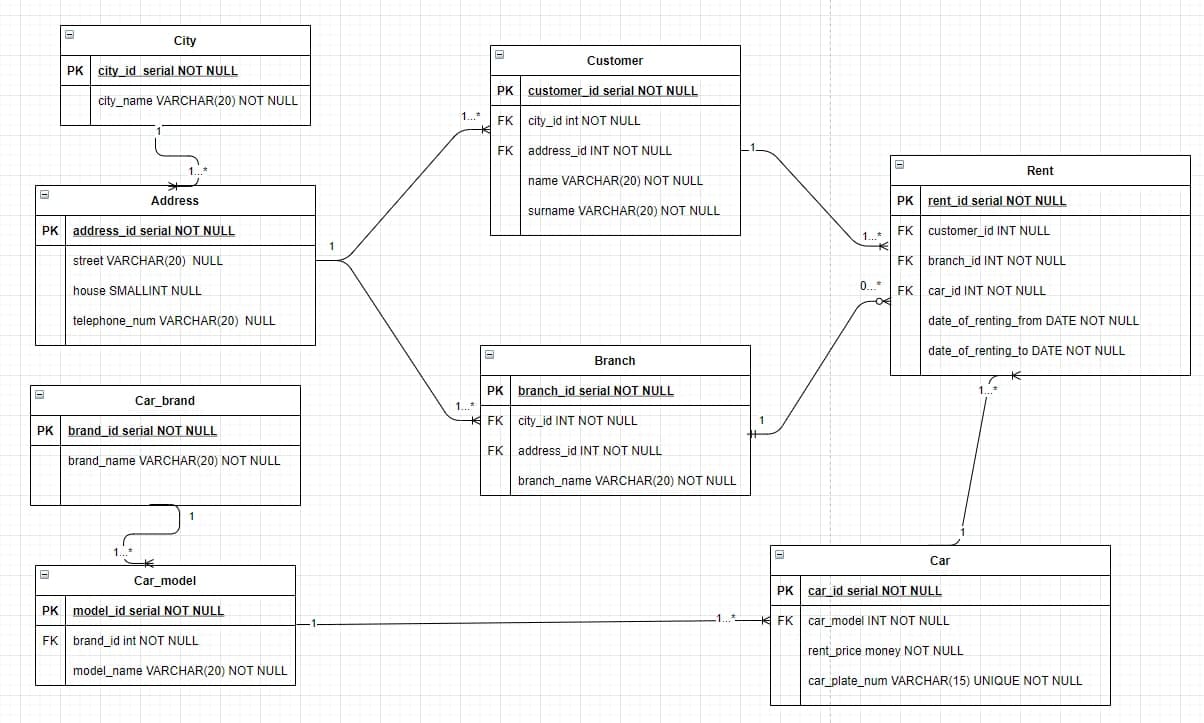 City
PK city_id serial NOT NULL
city_name VARCHAR(20) NOT NULL
1
1...*
Address
PK address_id serial NOT NULL
street VARCHAR(20) NULL
house SMALLINT NULL
telephone_num VARCHAR(20) NULL
1
1...*
1...*
Customer
PK customer_id serial NOT NULL
FK city_id int NOT NULL
FK address_id INT NOT NULL
name VARCHAR(20) NOT NULL
surname VARCHAR(20) NOT NULL
1
1...*
Rent
PK rent_id serial NOT NULL
FK customer_id INT NULL
FK branch_id INT NOT NULL
FK car_id INT NOT NULL
date_of_renting_from DATE NOT NULL
date_of_renting_to DATE NOT NULL
0...*
1...*
Branch
PK branch_id serial NOT NULL
FK city_id INT NOT NULL
FK address_id INT NOT NULL
branch_name VARCHAR(20) NOT NULL
1
Car_brand
PK brand_id serial NOT NULL
brand_name VARCHAR(20) NOT NULL
1
1...*
Car_model
PK model_id serial NOT NULL
FK brand_id int NOT NULL
model_name VARCHAR(20) NOT NULL
1
1...*
1
Car
PK car_id serial NOT NULL
FK car_model INT NOT NULL
rent_price money NOT NULL
car_plate_num VARCHAR(15) UNIQUE NOT NULL